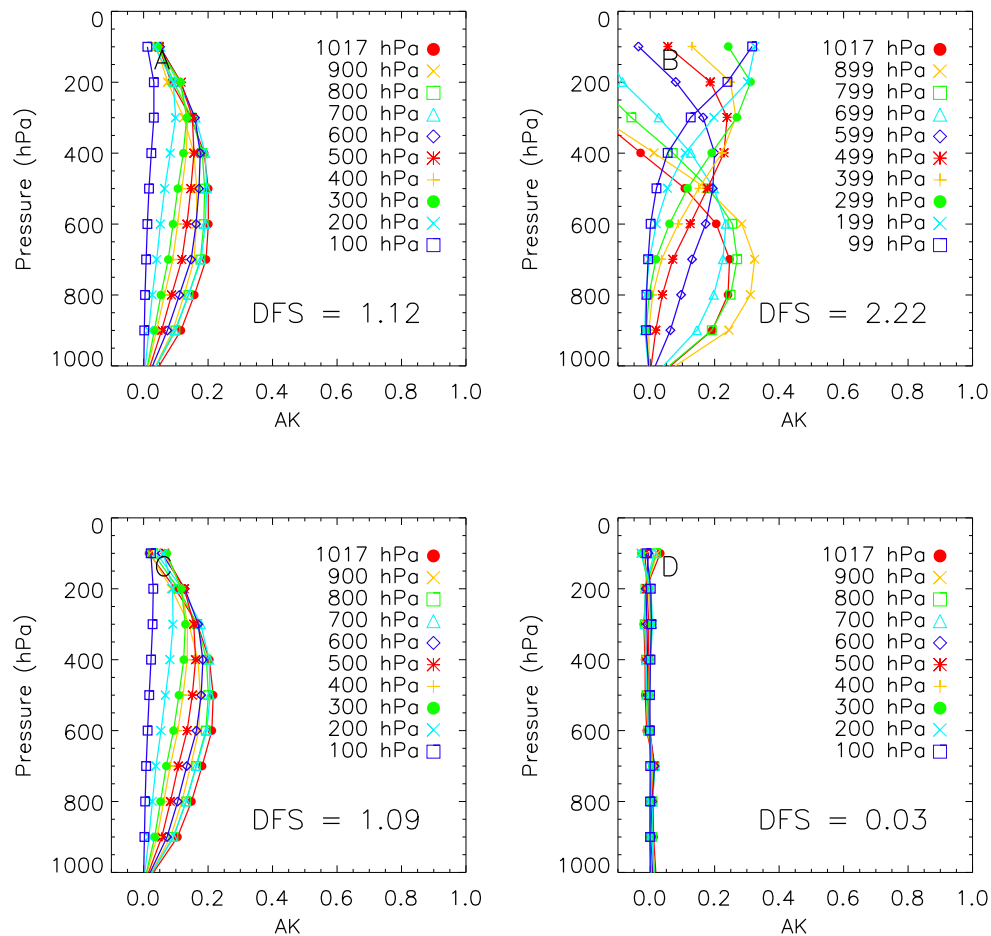 0
200
400
600
800
1000
Pressure (hPa)
A
1017 hPa
900 hPa
800 hPa
700 hPa
600 hPa
500 hPa
400 hPa
300 hPa
200 hPa
100 hPa
DFS = 1.12
0.0 0.2 0.4 0.6 0.8 1.0
AK
0
200
400
600
800
1000
Pressure (hPa)
B
1017 hPa
899 hPa
799 hPa
699 hPa
599 hPa
499 hPa
399 hPa
299 hPa
199 hPa
99 hPa
DFS = 2.22
0.0 0.2 0.4 0.6 0.8 1.0
AK
0
200
400
600
800
1000
Pressure (hPa)
C
1017 hPa
900 hPa
800 hPa
700 hPa
600 hPa
500 hPa
400 hPa
300 hPa
200 hPa
100 hPa
DFS = 1.09
0.0 0.2 0.4 0.6 0.8 1.0
AK
0
200
400
600
800
1000
Pressure (hPa)
D
1017 hPa
900 hPa
800 hPa
700 hPa
600 hPa
500 hPa
400 hPa
300 hPa
200 hPa
100 hPa
DFS = 0.03
0.0 0.2 0.4 0.6 0.8 1.0
AK